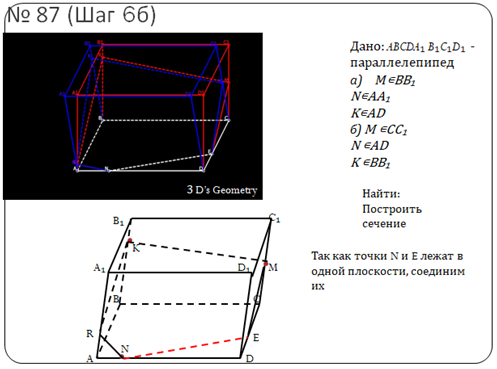 № 87 (Шаг 6б)
Дано: ABCDA₁ B₁C₁D₁ -
параллелепипед
а) M∈BB₁
N∈AA₁
K∈AD
б) M ∈CC₁
N ∈AD
K ∈BB₁
Найти:
Построить
сечение
3 D's Geometry
Так как точки N и E лежат в
одной плоскости, соединим
их
B₁
C₁
K
A₁
D₁
M
B
C
R
E
A
N
D